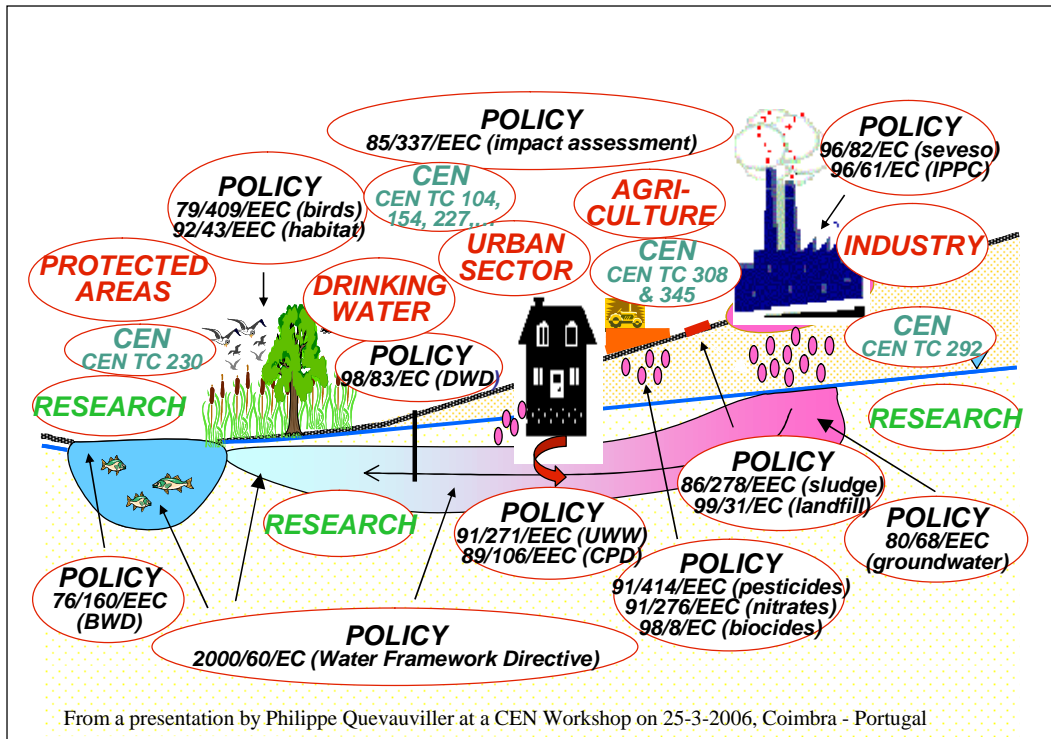 POLICY
85/337/EEC (impact assessment)
POLICY
96/82/EC (seveso)
96/61/EC (IPPC)
POLICY
79/409/EEC (birds)
92/43/EEC (habitat)
CEN
CEN TC 104,
154, 227,...
AGRI-
CULTURE
URBAN
SECTOR
INDUSTRY
PROTECTED
AREAS
DRINKING
WATER
CEN
CEN TC 308
& 345
CEN
CEN TC 230
POLICY
98/83/EC (DWD)
CEN
CEN TC 292
RESEARCH
RESEARCH
RESEARCH
POLICY
86/278/EEC (sludge)
99/31/EC (landfill)
POLICY
91/271/EEC (UWW)
89/106/EEC (CPD)
POLICY
80/68/EEC
(groundwater)
POLICY
76/160/EEC
(BWD)
POLICY
91/414/EEC (pesticides)
91/276/EEC (nitrates)
98/8/EC (biocides)
POLICY
2000/60/EC (Water Framework Directive)
From a presentation by Philippe Quevauviller at a CEN Workshop on 25-3-2006, Coimbra - Portugal